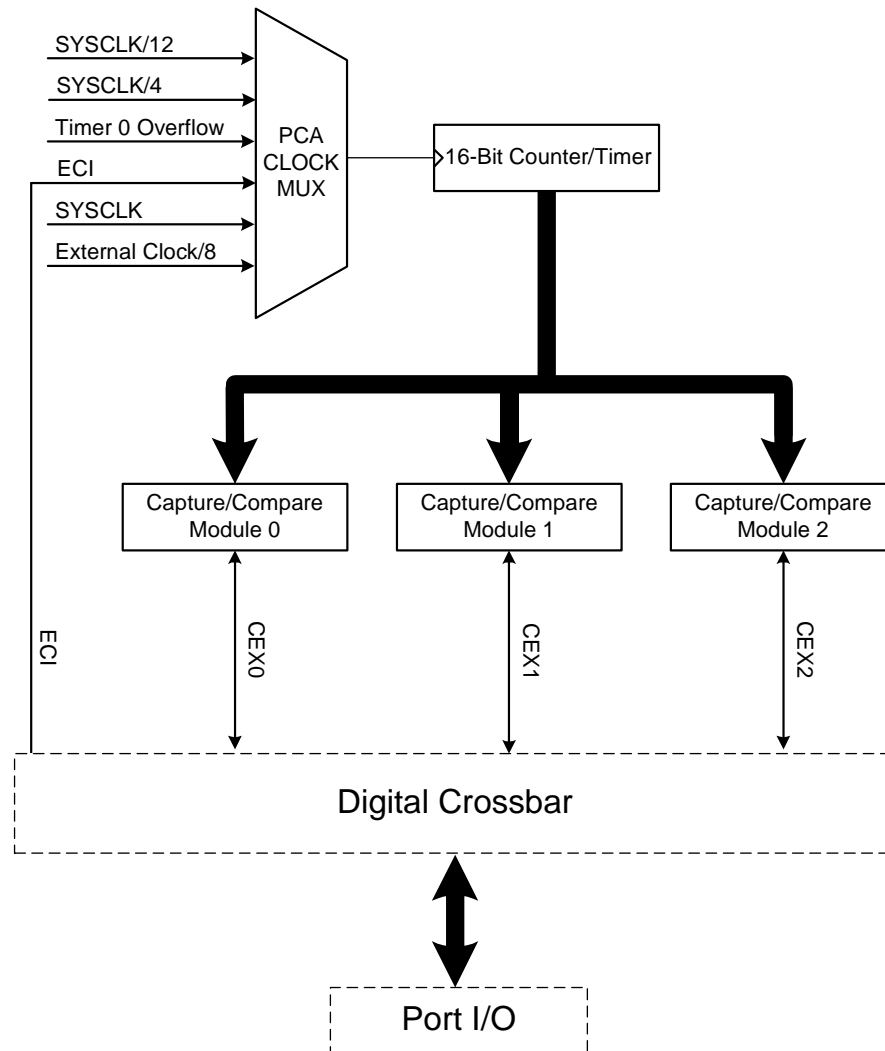 SYSCLK/12
SYSCLK/4
Timer 0 Overflow
ECI
SYSCLK
External Clock/8
PCA
CLOCK
MUX
16-Bit Counter/Timer
Capture/Compare
Module 0
Capture/Compare
Module 1
Capture/Compare
Module 2
ECI
CEX0
CEX1
CEX2
Digital Crossbar
Port I/O